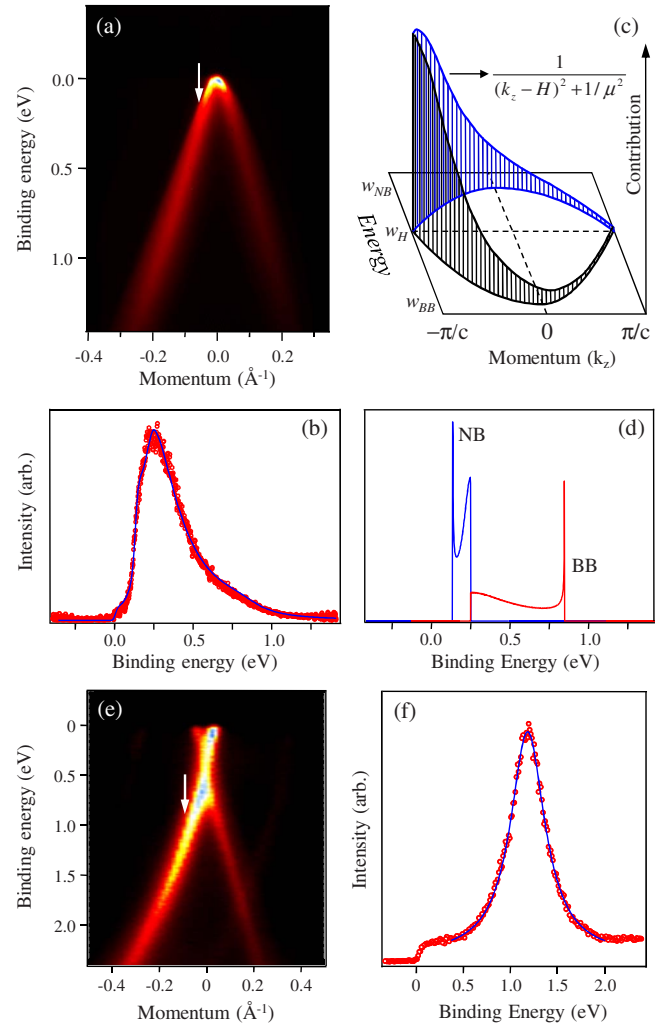 (a)
0.0
0.5
1.0
Binding energy (eV)
-0.4 -0.2 0.0 0.2
Momentum (Å⁻¹)
(c)
1
(k_z − H)² + 1/μ²
Contribution
w_NB
w_H
w_BB
Energy
−π/c 0 π/c
Momentum (k_z)
(b)
Intensity (arb.)
0.0 0.5 1.0
Binding energy (eV)
(d)
NB
BB
0.0 0.5 1.0
Binding Energy (eV)
(e)
0
0.5
1.0
1.5
2.0
Binding energy (eV)
-0.4 0 0.4
Momentum (Å⁻¹)
(f)
Intensity (arb.)
0 0.5 1.0 1.5 2.0
Binding Energy (eV)